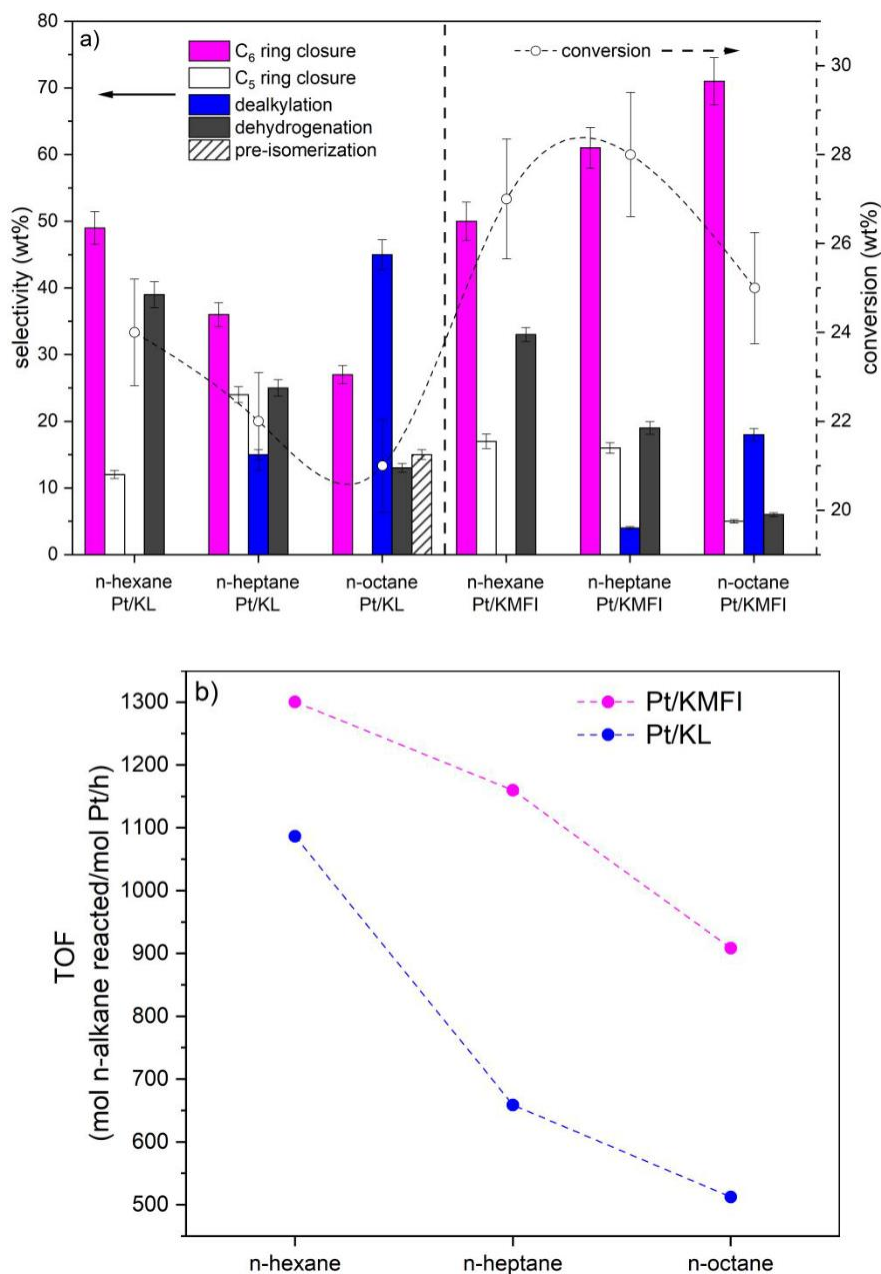 a)
C6 ring closure
C5 ring closure
dealkylation
dehydrogenation
pre-isomerization
conversion
selectivity (wt%)
80
70
60
50
40
30
20
10
0
conversion (wt%)
30
28
26
24
22
20
n-hexane
Pt/KL
n-heptane
Pt/KL
n-octane
Pt/KL
n-hexane
Pt/KMFI
n-heptane
Pt/KMFI
n-octane
Pt/KMFI
b)
Pt/KMFI
Pt/KL
TOF
(mol n-alkane reacted/mol Pt/h)
1300
1200
1100
1000
900
800
700
600
500
n-hexane
n-heptane
n-octane